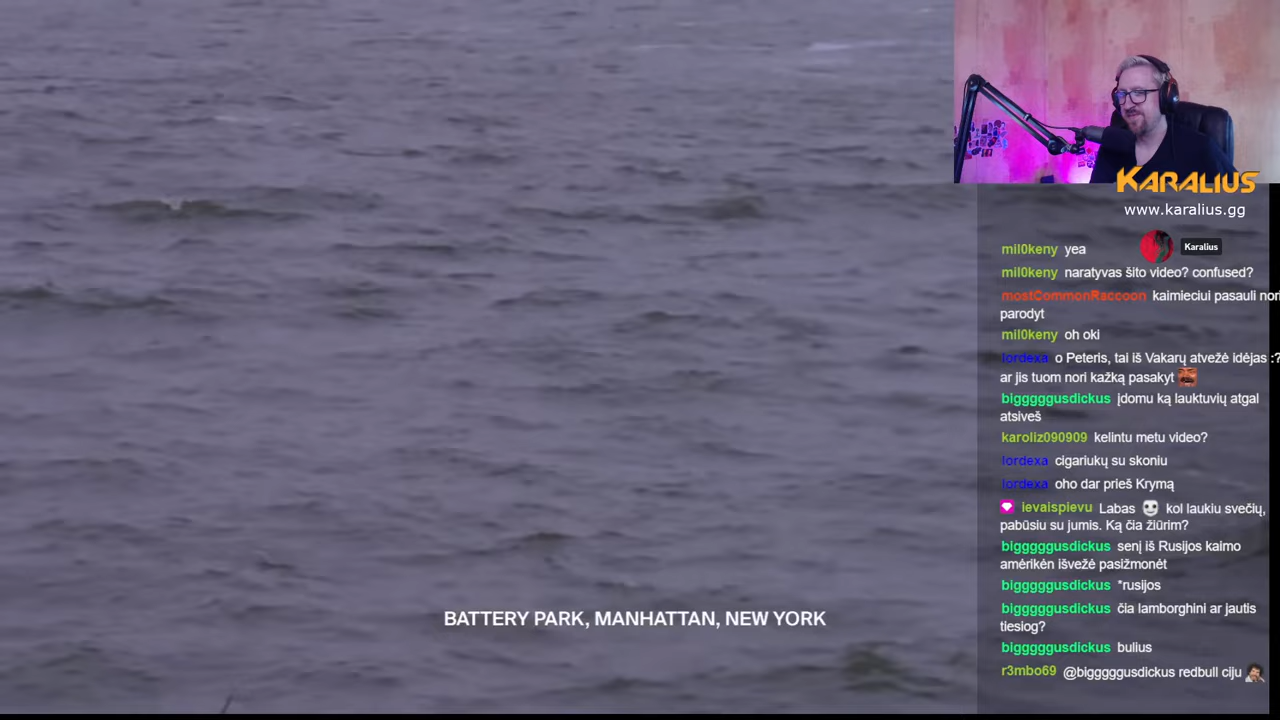 KARALIUS
www.karalius.gg
mil0keny yea
Karalius
mil0keny naratyvas šito video? confused?
mostCommonRaccoon kaimieciui pasauli nori
parodyt
mil0keny oh oki
lordexa o Peteris, tai iš Vakarų atvežė idėjas :?
ar jis tuom nori kažką pasakyt
bigggggusdickus įdomu ką lauktuvių atgal
atsiveš
karoliz090909 kelintu metu video?
lordexa cigariukų su skoniu
lordexa oho dar prieš Krymą
ievaispievu Labas kol laukiu svečių,
pabūsiu su jumis. Ką čia žiūrim?
bigggggusdickus senį iš Rusijos kaimo
amėrikėn išvežė pasižmonėt
bigggggusdickus *rusijos
bigggggusdickus čia lamborghini ar jautis
tiesiog?
BATTERY PARK, MANHATTAN, NEW YORK
bigggggusdickus bulius
r3mbo69 @bigggggusdickus redbull ciju